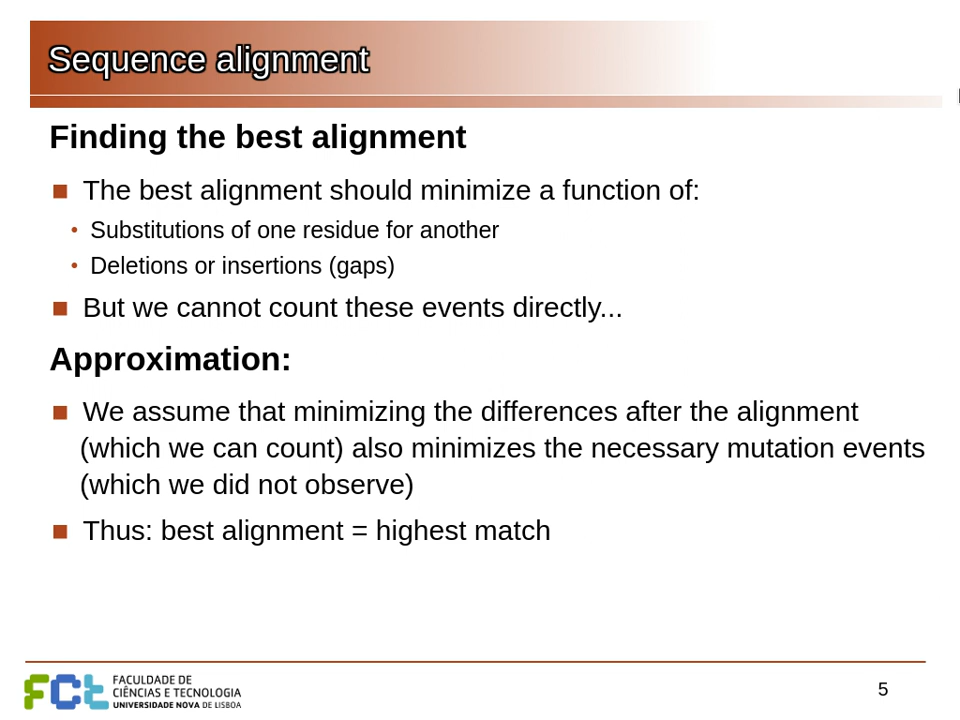 Sequence alignment
Finding the best alignment
■ The best alignment should minimize a function of:
• Substitutions of one residue for another
• Deletions or insertions (gaps)
■ But we cannot count these events directly...
Approximation:
■ We assume that minimizing the differences after the alignment
(which we can count) also minimizes the necessary mutation events
(which we did not observe)
■ Thus: best alignment = highest match
FCt
FACULDADE DE
CIÊNCIAS E TECNOLOGIA
UNIVERSIDADE NOVA DE LISBOA
5